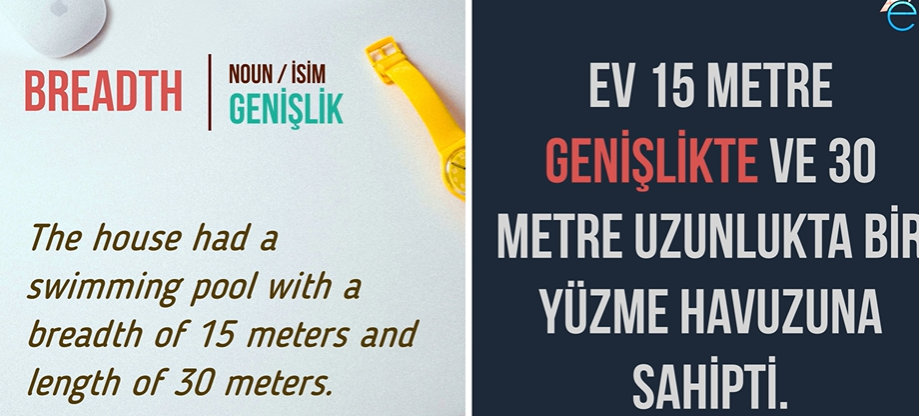 BREADTH
NOUN / İSİM
GENİŞLİK
The house had a
swimming pool with a
breadth of 15 meters and
length of 30 meters.
e
EV 15 METRE
GENİŞLİKTE VE 30
METRE UZUNLUKTA BİR
YÜZME HAVUZUNA
SAHİPTİ.